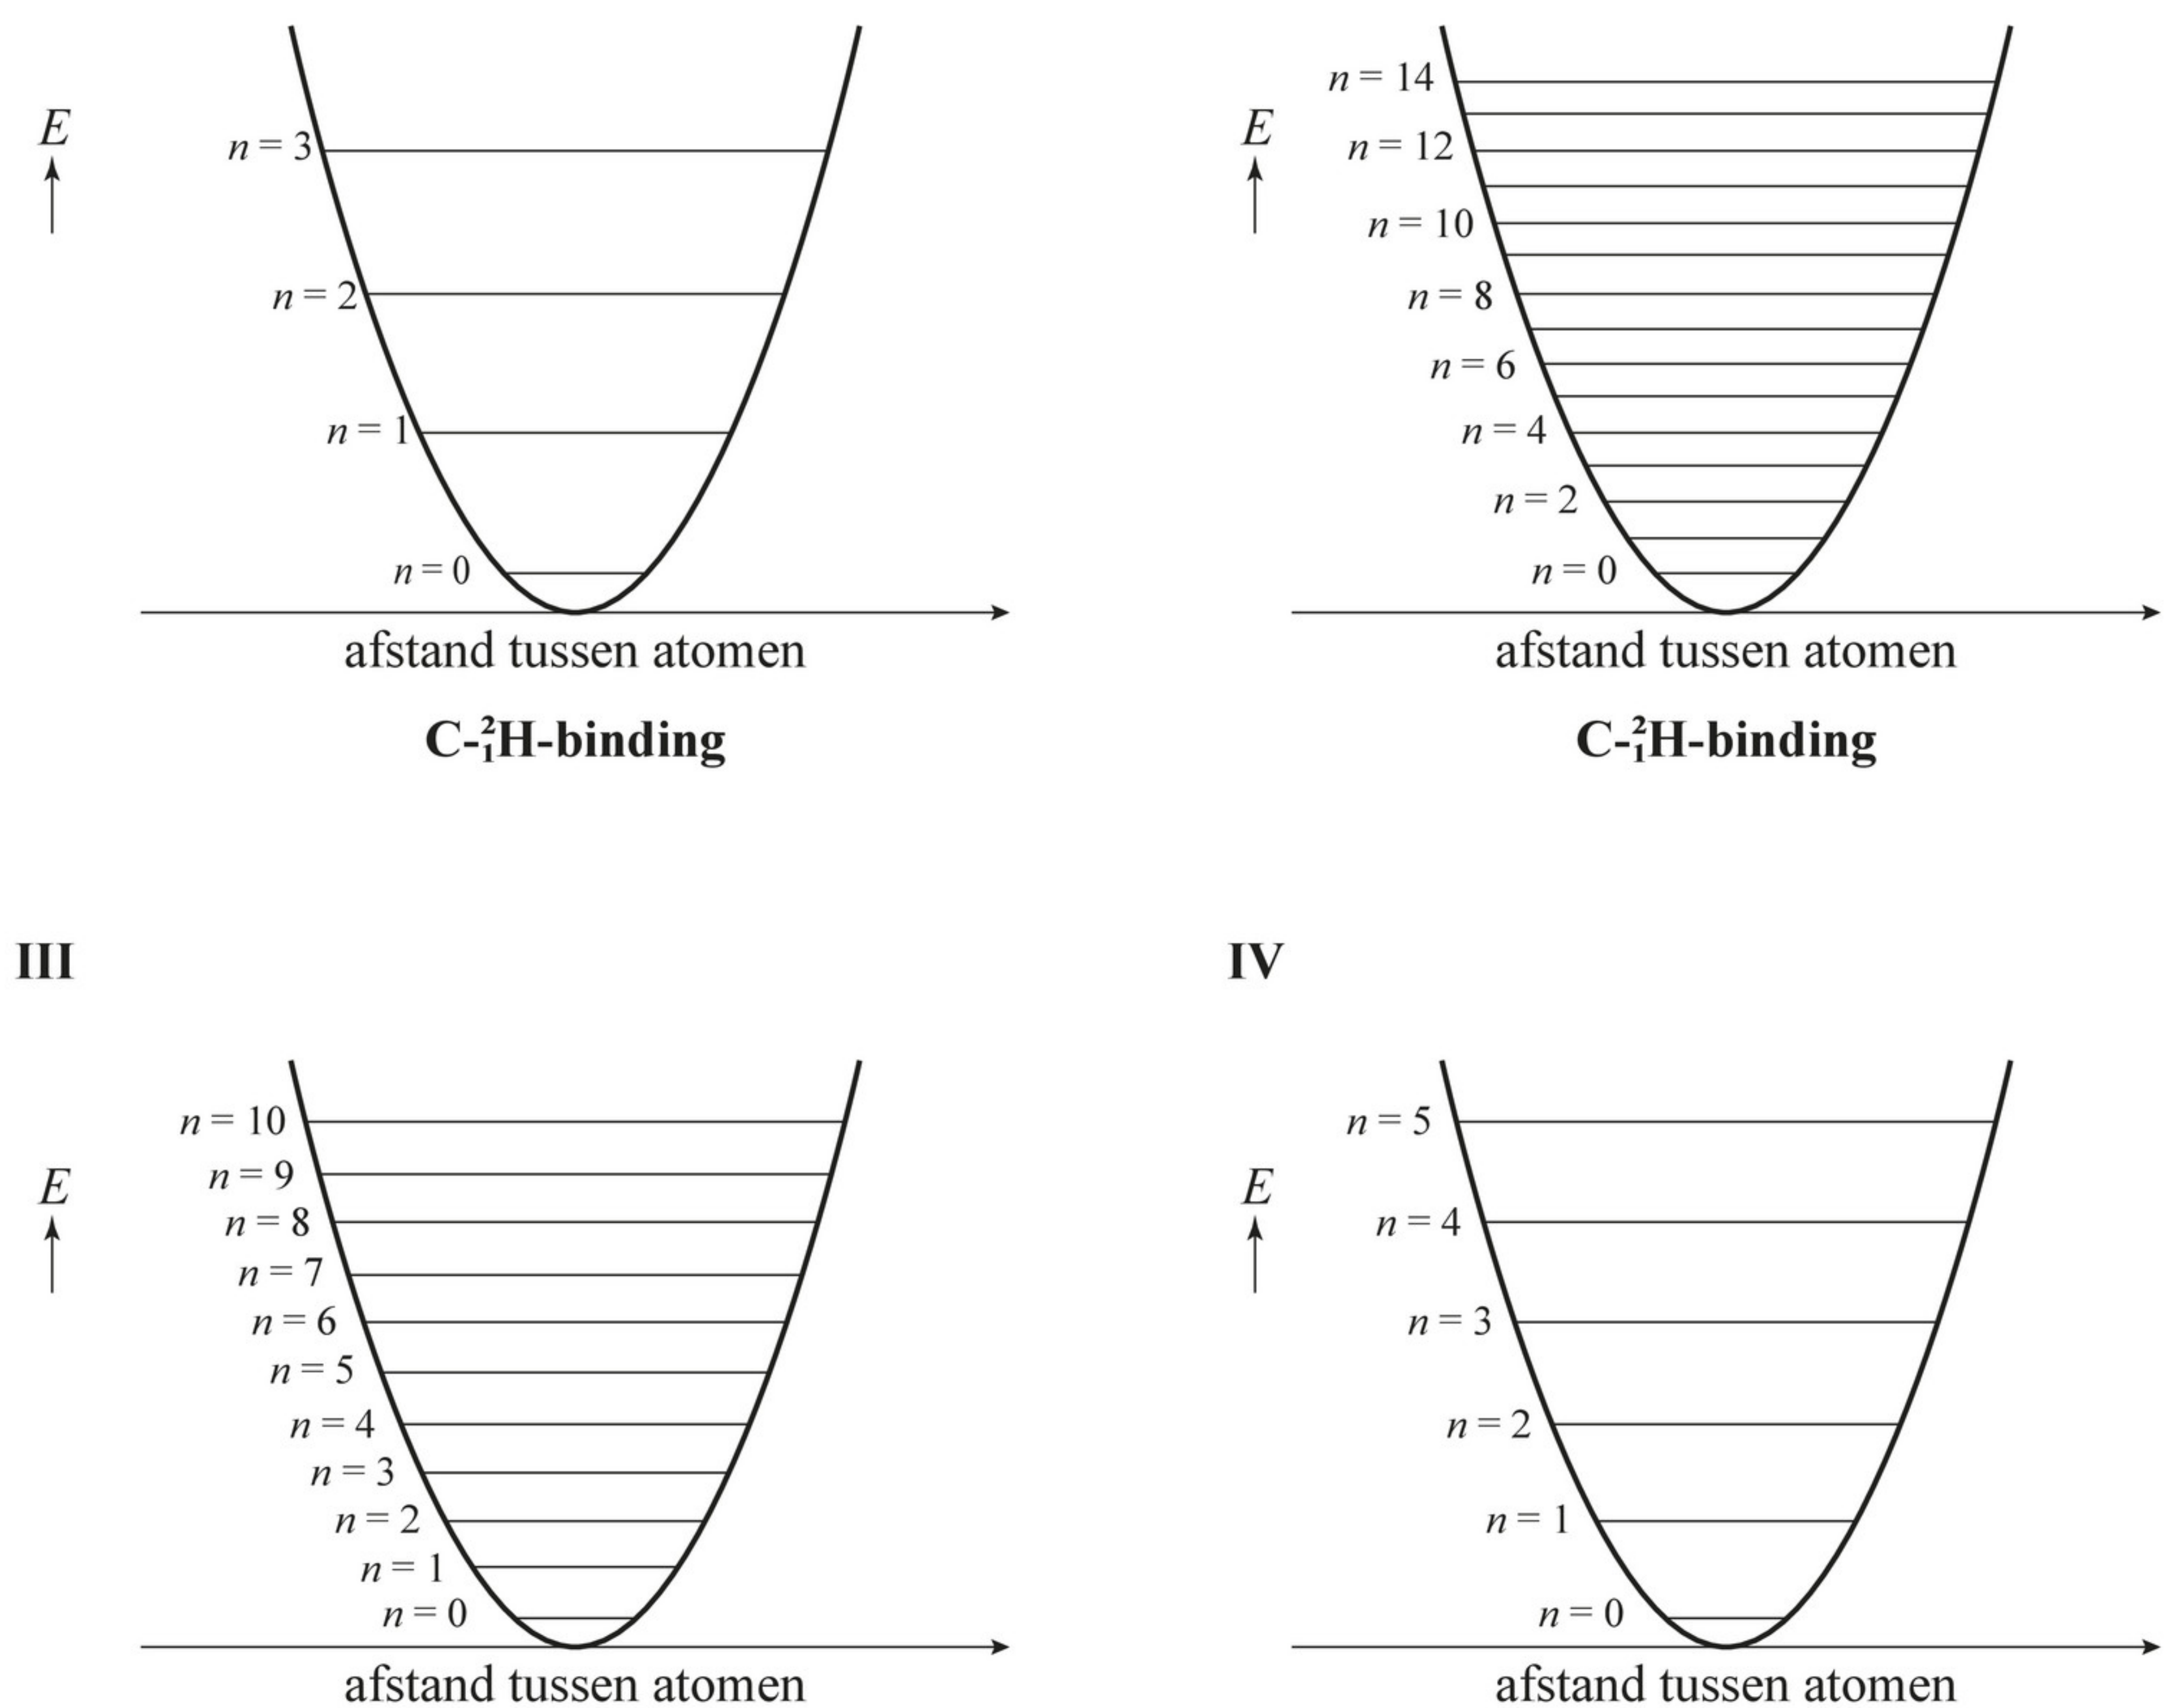 E
n = 3
n = 2
n = 1
n = 0
afstand tussen atomen
C-²₁H-binding
E
n = 14
n = 12
n = 10
n = 8
n = 6
n = 4
n = 2
n = 0
afstand tussen atomen
C-²₁H-binding
III
E
n = 10
n = 9
n = 8
n = 7
n = 6
n = 5
n = 4
n = 3
n = 2
n = 1
n = 0
afstand tussen atomen
IV
E
n = 5
n = 4
n = 3
n = 2
n = 1
n = 0
afstand tussen atomen